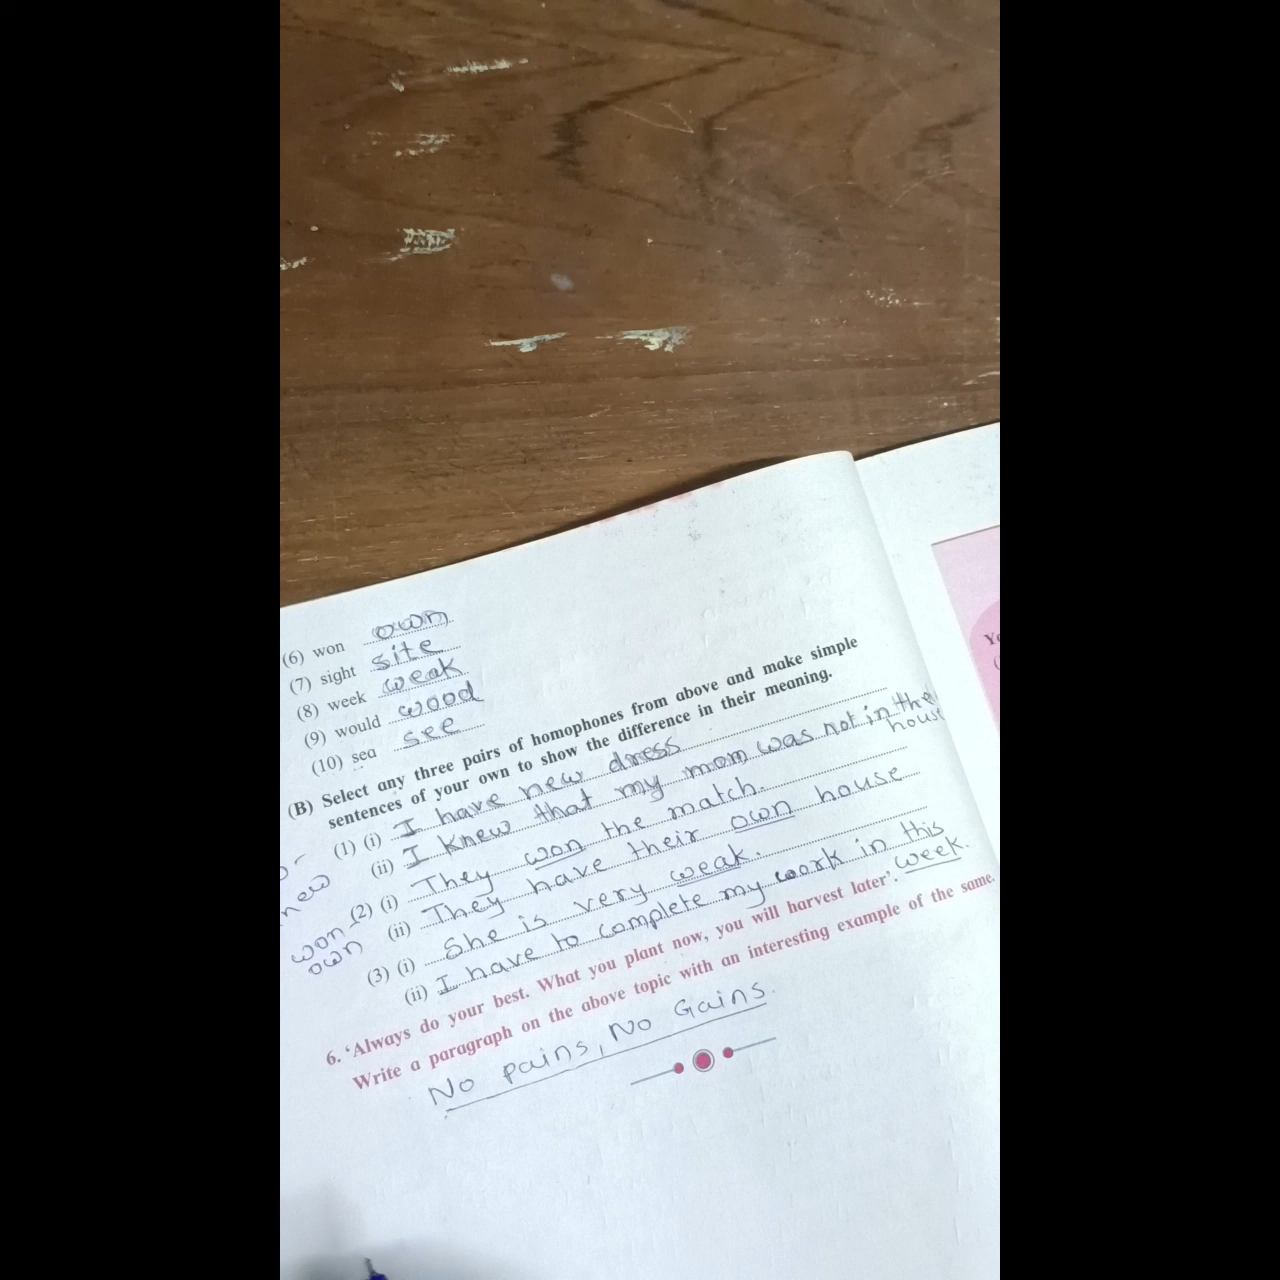 (6) won own
(7) sight site
(8) week weak
(9) would wood
(10) sea see
(B) Select any three pairs of homophones from above and make simple
sentences of your own to show the difference in their meaning.
(1) (i) I have new dress
(ii) I knew that my mom was not in the
house
(2) (i) They won the match.
(ii) They have their own house
(3) (i) She is very weak.
(ii) I have to complete my work in this
week.
new
won-
own
6. 'Always do your best. What you plant now, you will harvest later'.
Write a paragraph on the above topic with an interesting example of the same.
No pains, No Gains.